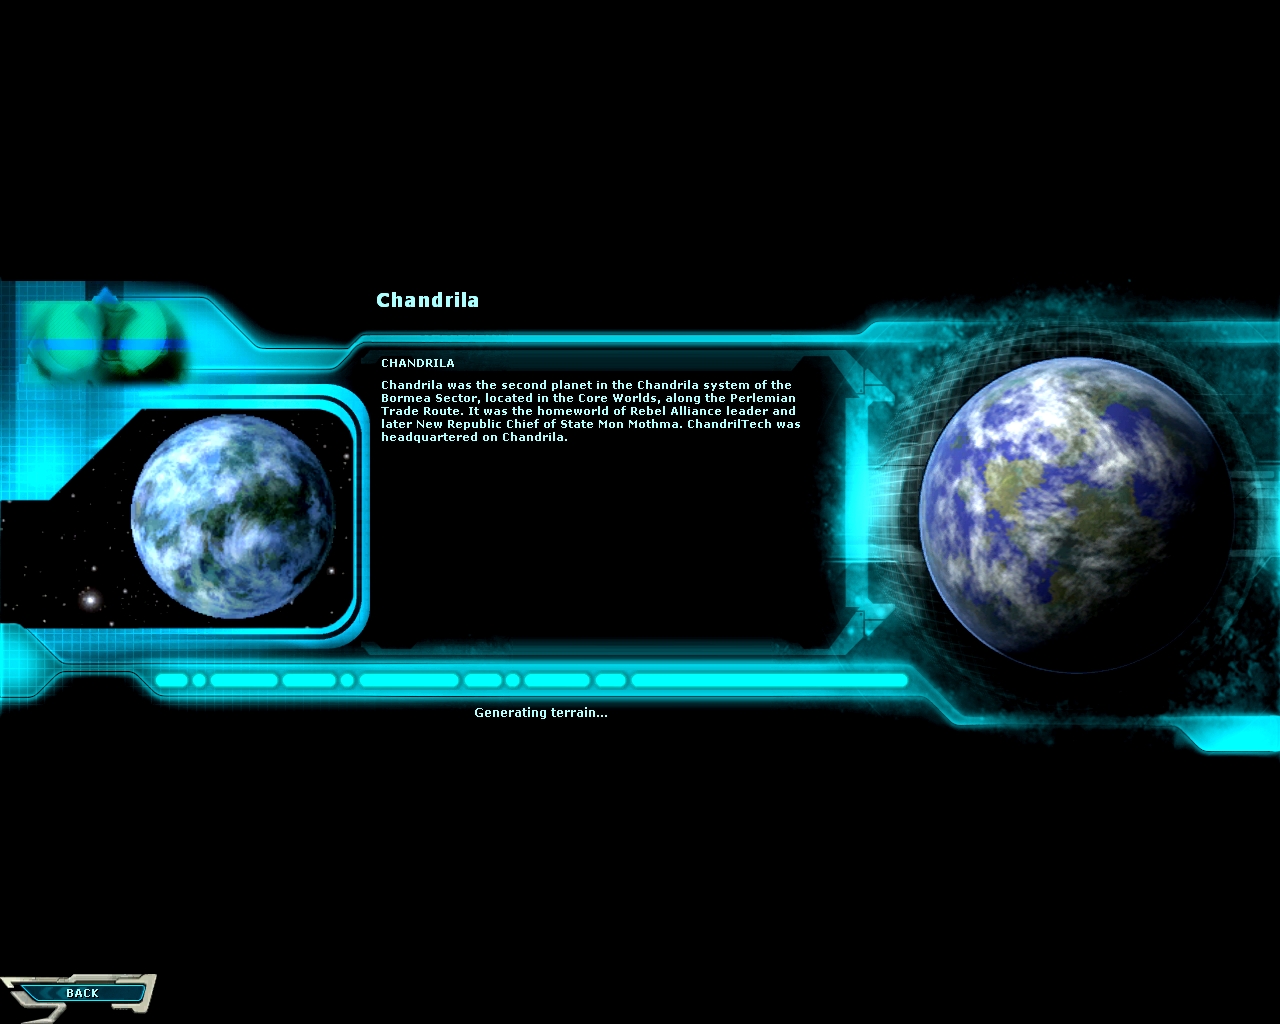 Chandrila
CHANDRILA
Chandrila was the second planet in the Chandrila system of the
Bormea Sector, located in the Core Worlds, along the Perlemian
Trade Route. It was the homeworld of Rebel Alliance leader and
later New Republic Chief of State Mon Mothma. ChandrilTech was
headquartered on Chandrila.
Generating terrain...
BACK